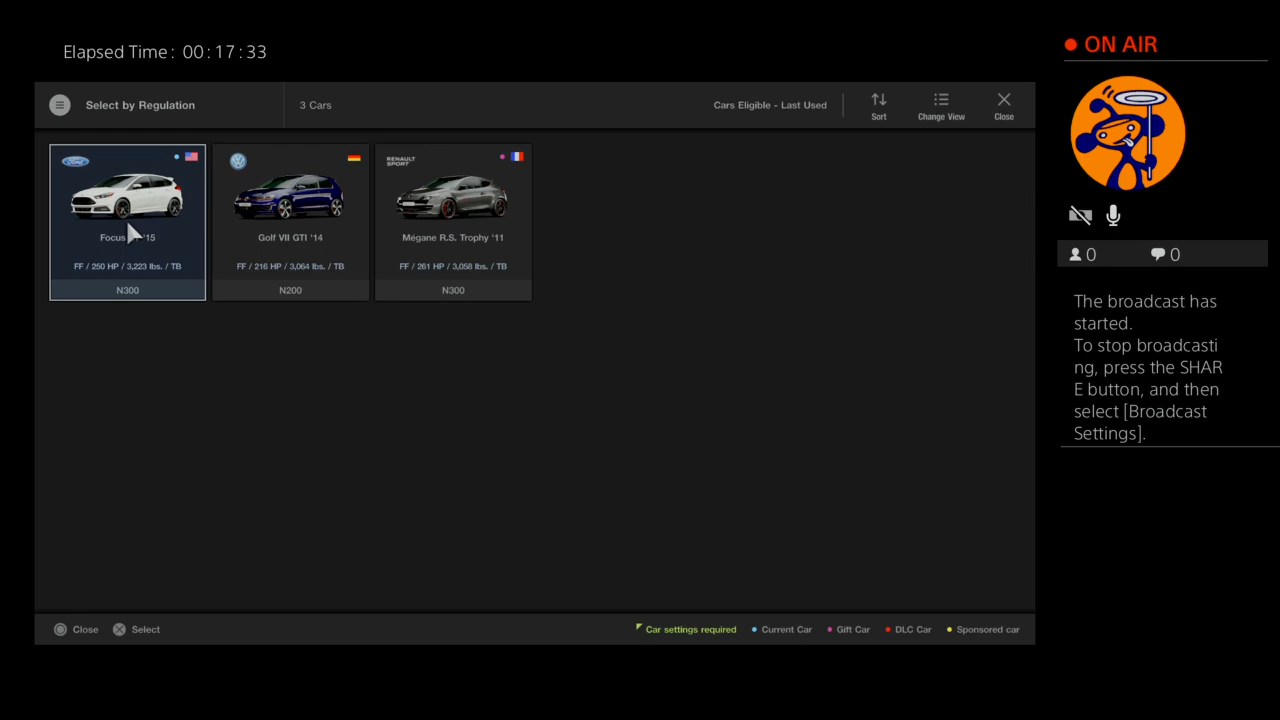 Elapsed Time: 00:17:33
ON AIR
Select by Regulation
3 Cars
Cars Eligible - Last Used
Sort
Change View
Close
Ford
RENAULT
SPORT
Focus '15
Golf VII GTI '14
Mégane R.S. Trophy '11
FF / 250 HP / 3,223 lbs. / TB
FF / 216 HP / 3,064 lbs. / TB
FF / 261 HP / 3,058 lbs. / TB
N300
N200
N300
Close
Select
Car settings required
Current Car
Gift Car
DLC Car
Sponsored car
0
0
The broadcast has
started.
To stop broadcasti
ng, press the SHAR
E button, and then
select [Broadcast
Settings].